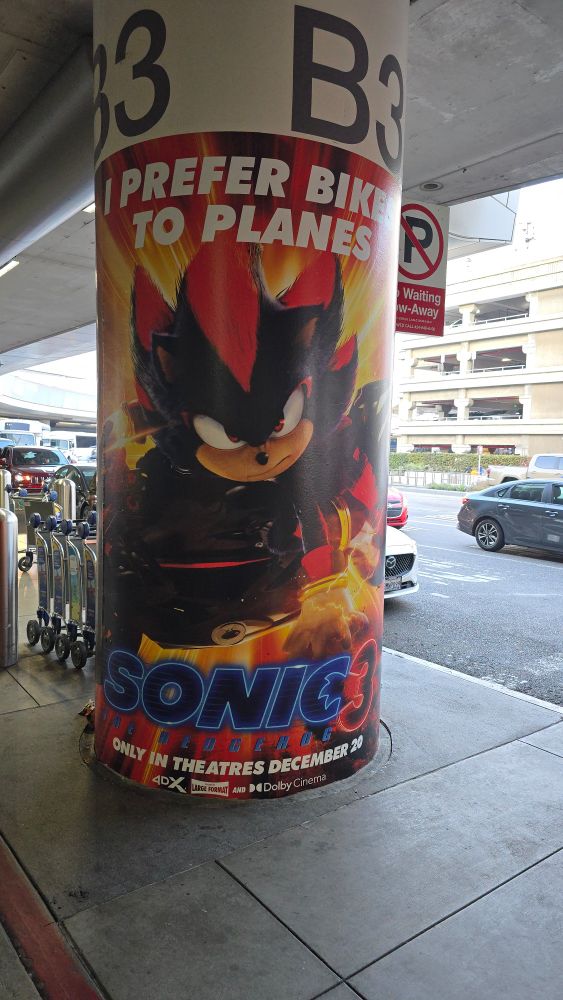 B3
B3
I PREFER BIKES
TO PLANES
P
Waiting
w-Away
SONIC 3
THE HEDGEHOG
ONLY IN THEATRES DECEMBER 20
4DX LARGE FORMAT AND Dolby Cinema